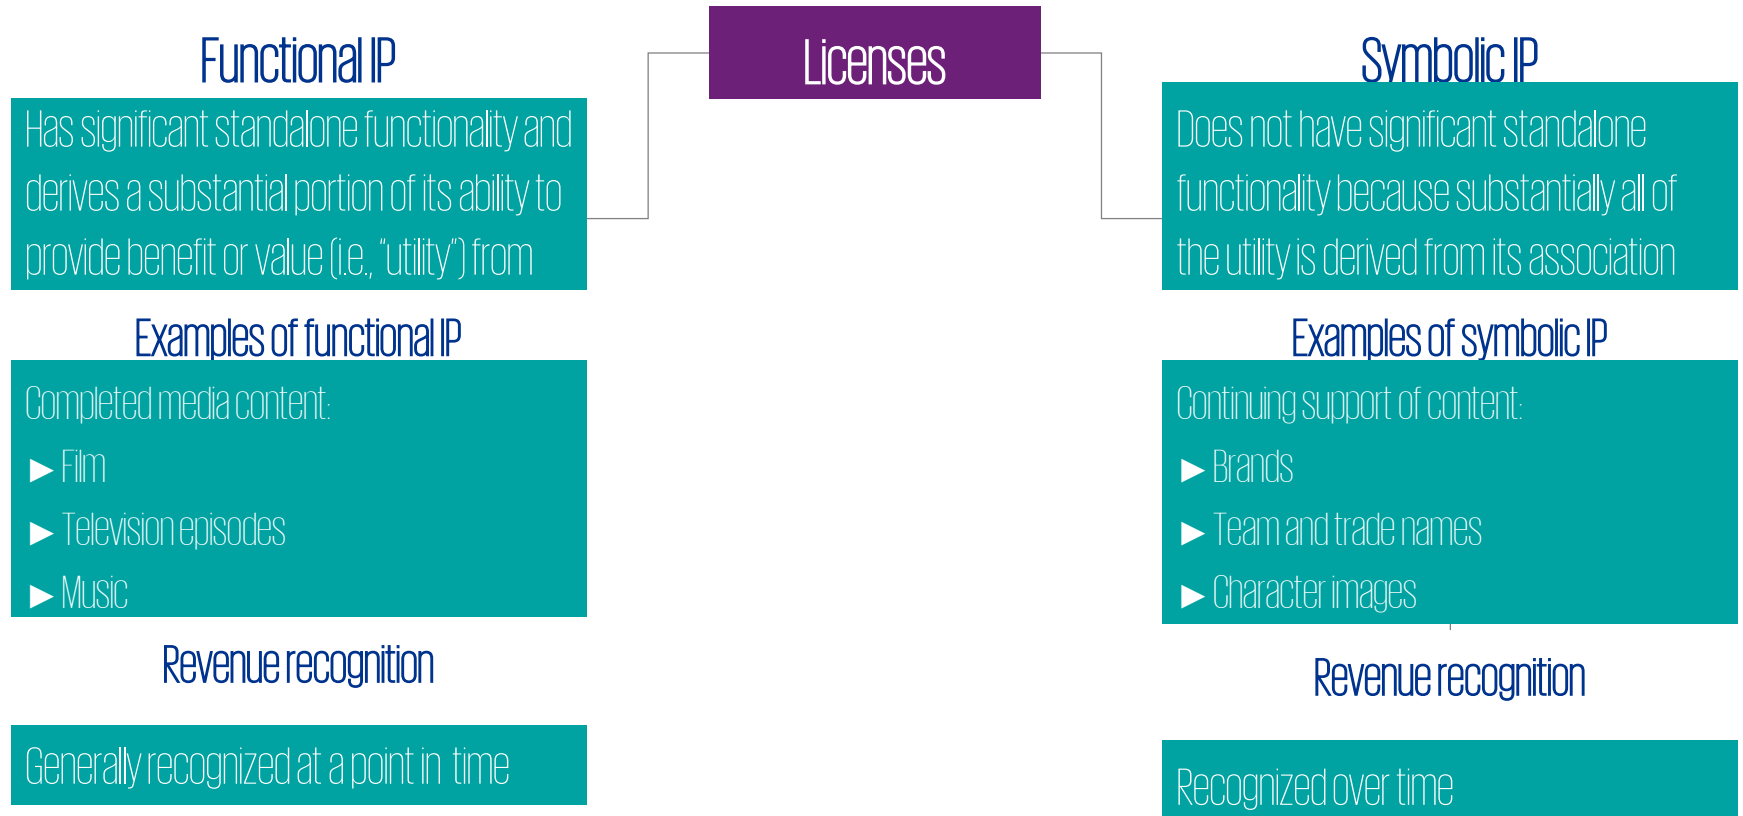 Licenses
Functional IP
Has significant standalone functionality and
derives a substantial portion of its ability to
provide benefit or value (i.e., “utility”) from
Examples of functional IP
Completed media content:
► Film
► Television episodes
► Music
Revenue recognition
Generally recognized at a point in time
Symbolic IP
Does not have significant standalone
functionality because substantially all of
the utility is derived from its association
Examples of symbolic IP
Continuing support of content:
► Brands
► Team and trade names
► Character images
Revenue recognition
Recognized over time